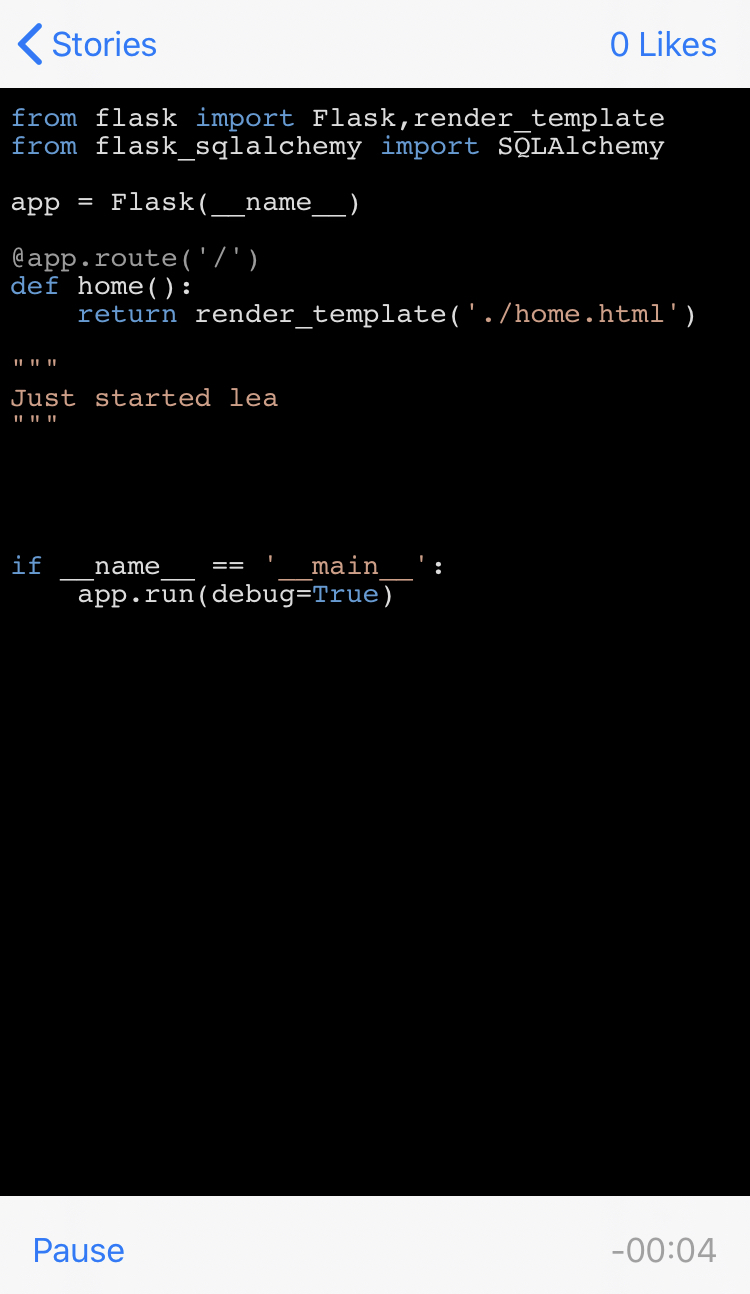 Stories
0 Likes
from flask import Flask,render_template
from flask_sqlalchemy import SQLAlchemy
app = Flask(__name__)
@app.route('/')
def home():
    return render_template('./home.html')
"""
Just started lea
"""
if __name__ == '__main__':
    app.run(debug=True)
Pause
-00:04